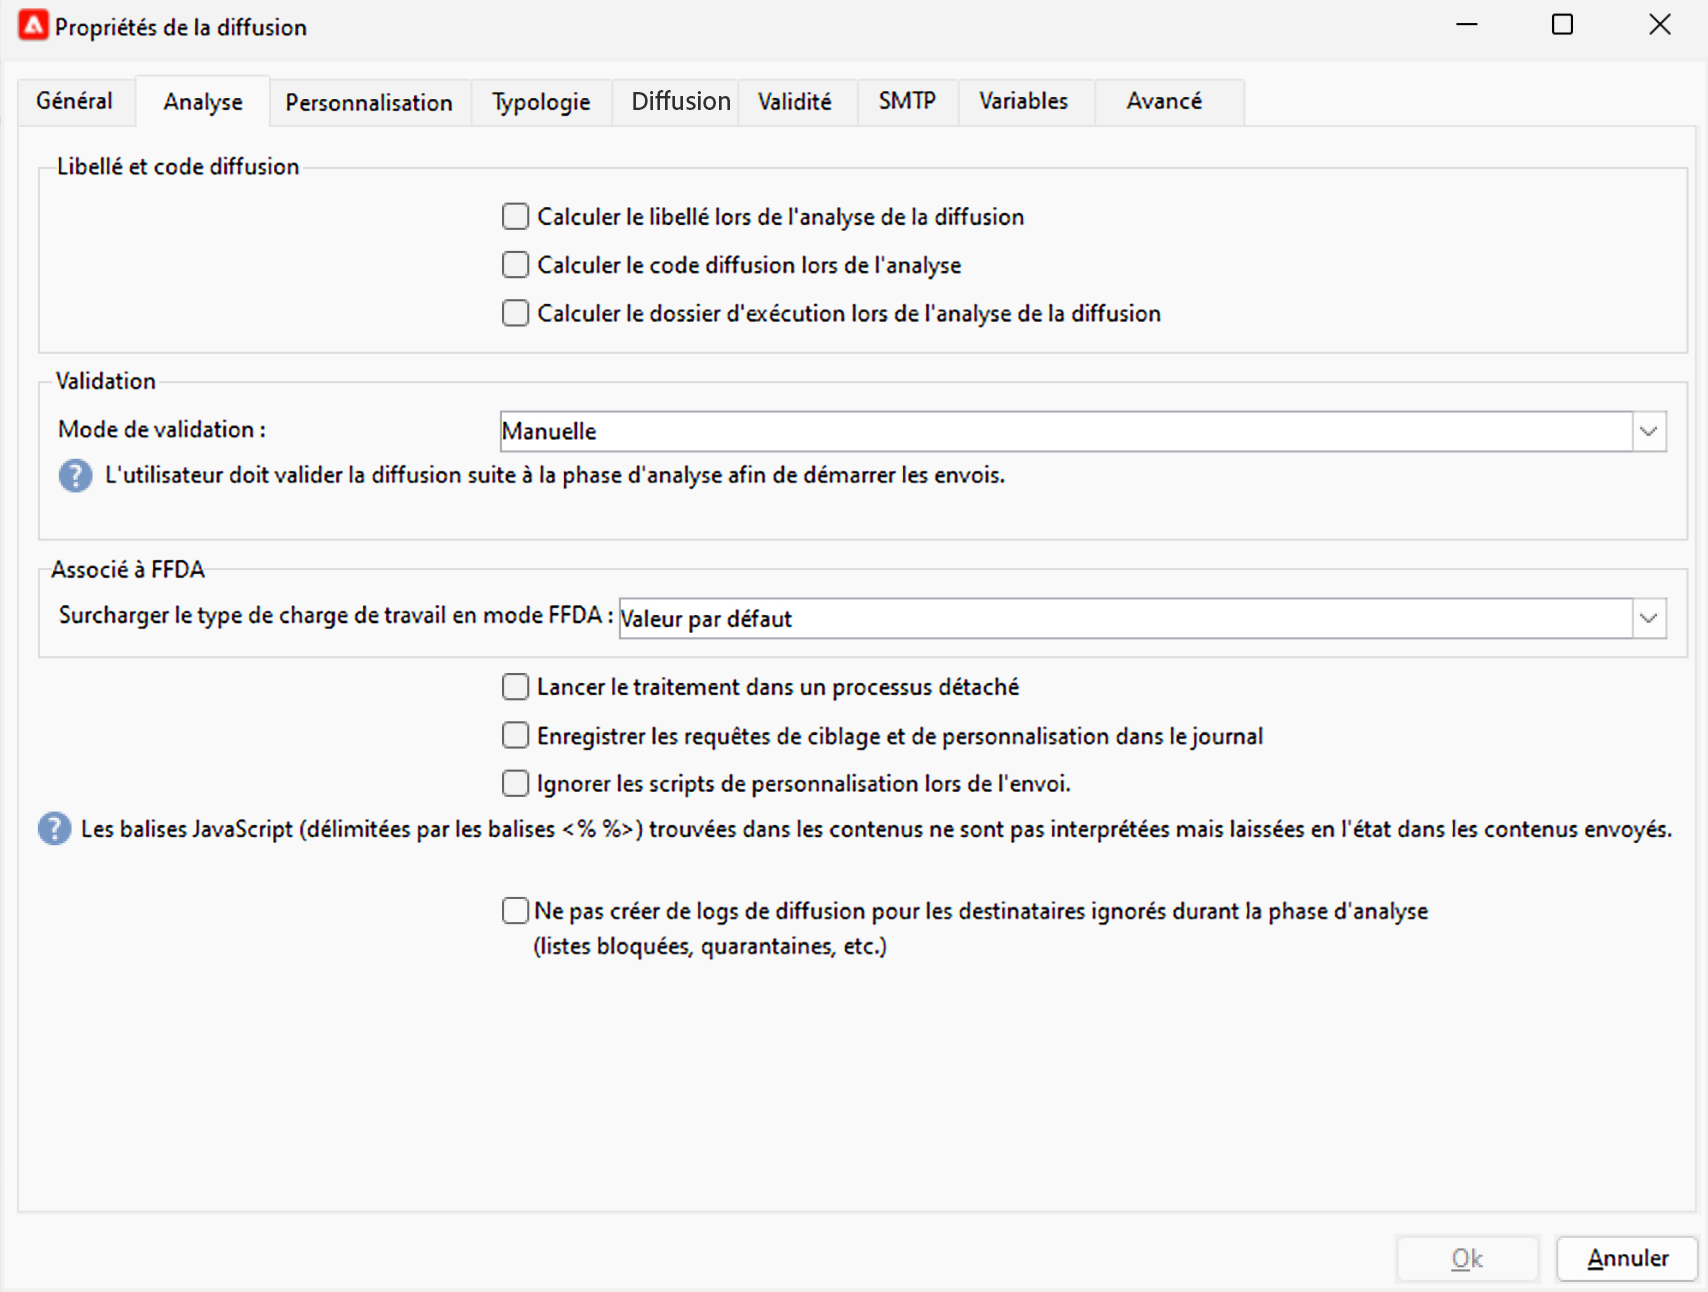 Propriétés de la diffusion
Général
Analyse
Personnalisation
Typologie
Diffusion
Validité
SMTP
Variables
Avancé
Libellé et code diffusion
Calculer le libellé lors de l'analyse de la diffusion
Calculer le code diffusion lors de l'analyse
Calculer le dossier d'exécution lors de l'analyse de la diffusion
Validation
Mode de validation :
Manuelle
L'utilisateur doit valider la diffusion suite à la phase d'analyse afin de démarrer les envois.
Associé à FFDA
Surcharger le type de charge de travail en mode FFDA :
Valeur par défaut
Lancer le traitement dans un processus détaché
Enregistrer les requêtes de ciblage et de personnalisation dans le journal
Ignorer les scripts de personnalisation lors de l'envoi.
Les balises JavaScript (délimitées par les balises <% %>) trouvées dans les contenus ne sont pas interprétées mais laissées en l'état dans les contenus envoyés.
Ne pas créer de logs de diffusion pour les destinataires ignorés durant la phase d'analyse
(listes bloquées, quarantaines, etc.)
Ok
Annuler